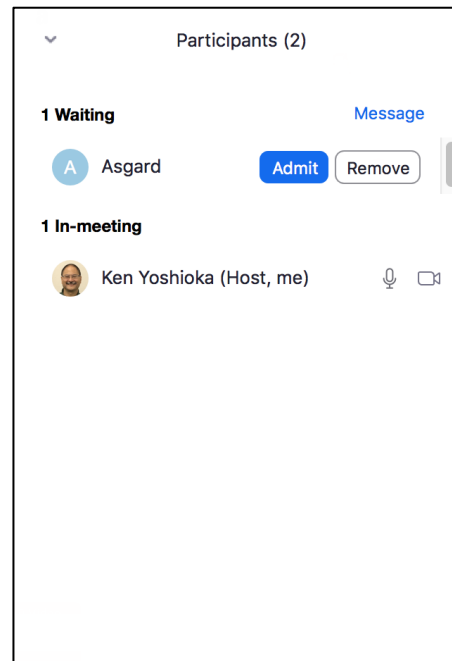 Participants (2)
1 Waiting Message
A Asgard Admit Remove
1 In-meeting
Ken Yoshioka (Host, me)